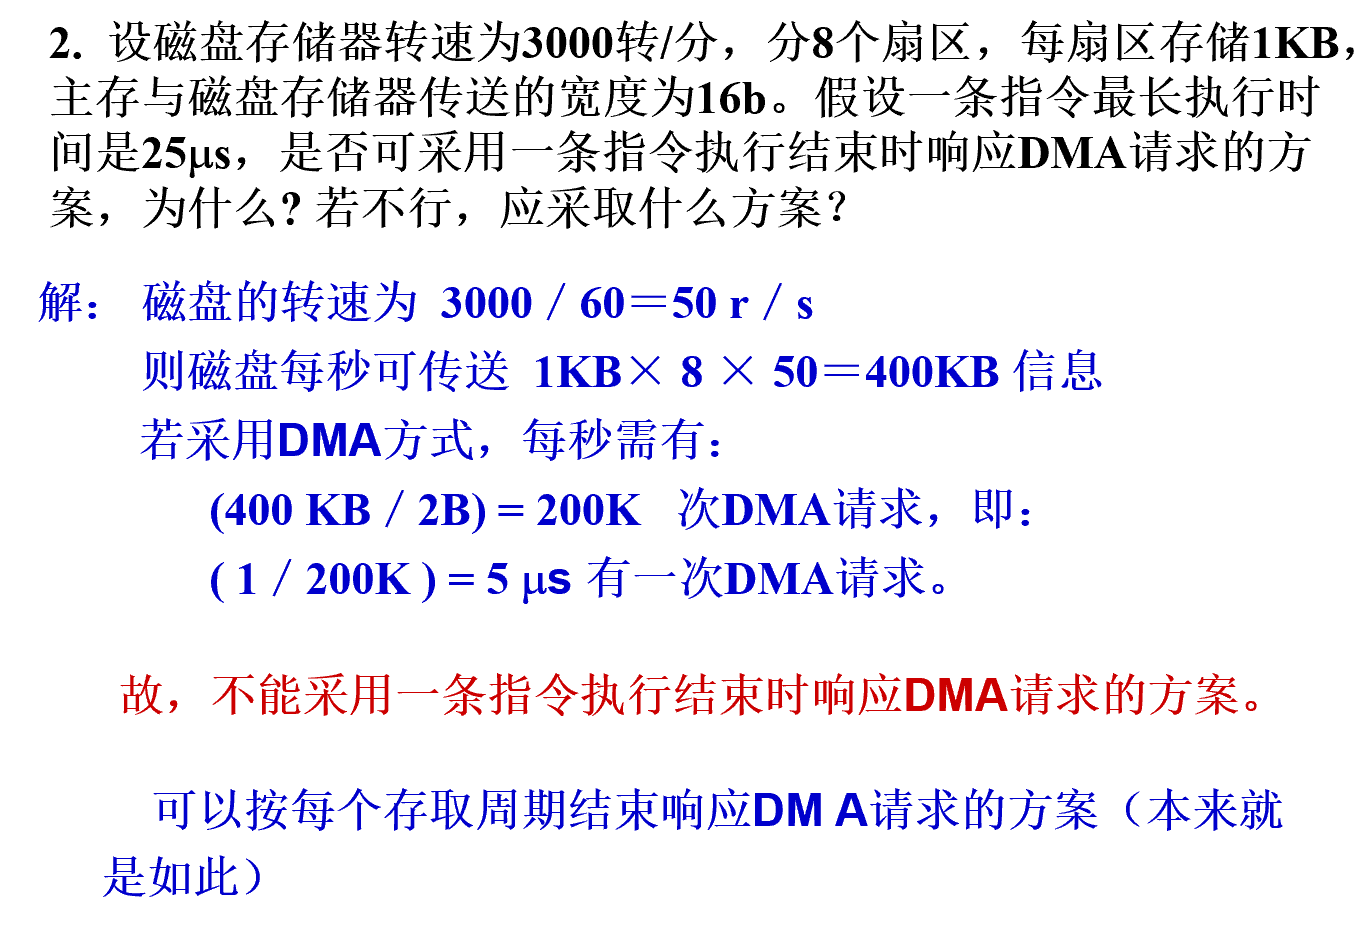 2. 设磁盘存储器转速为3000转/分，分8个扇区，每扇区存储1KB，
主存与磁盘存储器传送的宽度为16b。假设一条指令最长执行时
间是25μs，是否可采用一条指令执行结束时响应DMA请求的方
案，为什么? 若不行，应采取什么方案？
解： 磁盘的转速为 3000／60＝50 r／s
则磁盘每秒可传送 1KB× 8 × 50＝400KB 信息
若采用DMA方式，每秒需有：
(400 KB／2B) = 200K 次DMA请求，即：
( 1／200K ) = 5 μs 有一次DMA请求。
故，不能采用一条指令执行结束时响应DMA请求的方案。
可以按每个存取周期结束响应DM A请求的方案（本来就
是如此）